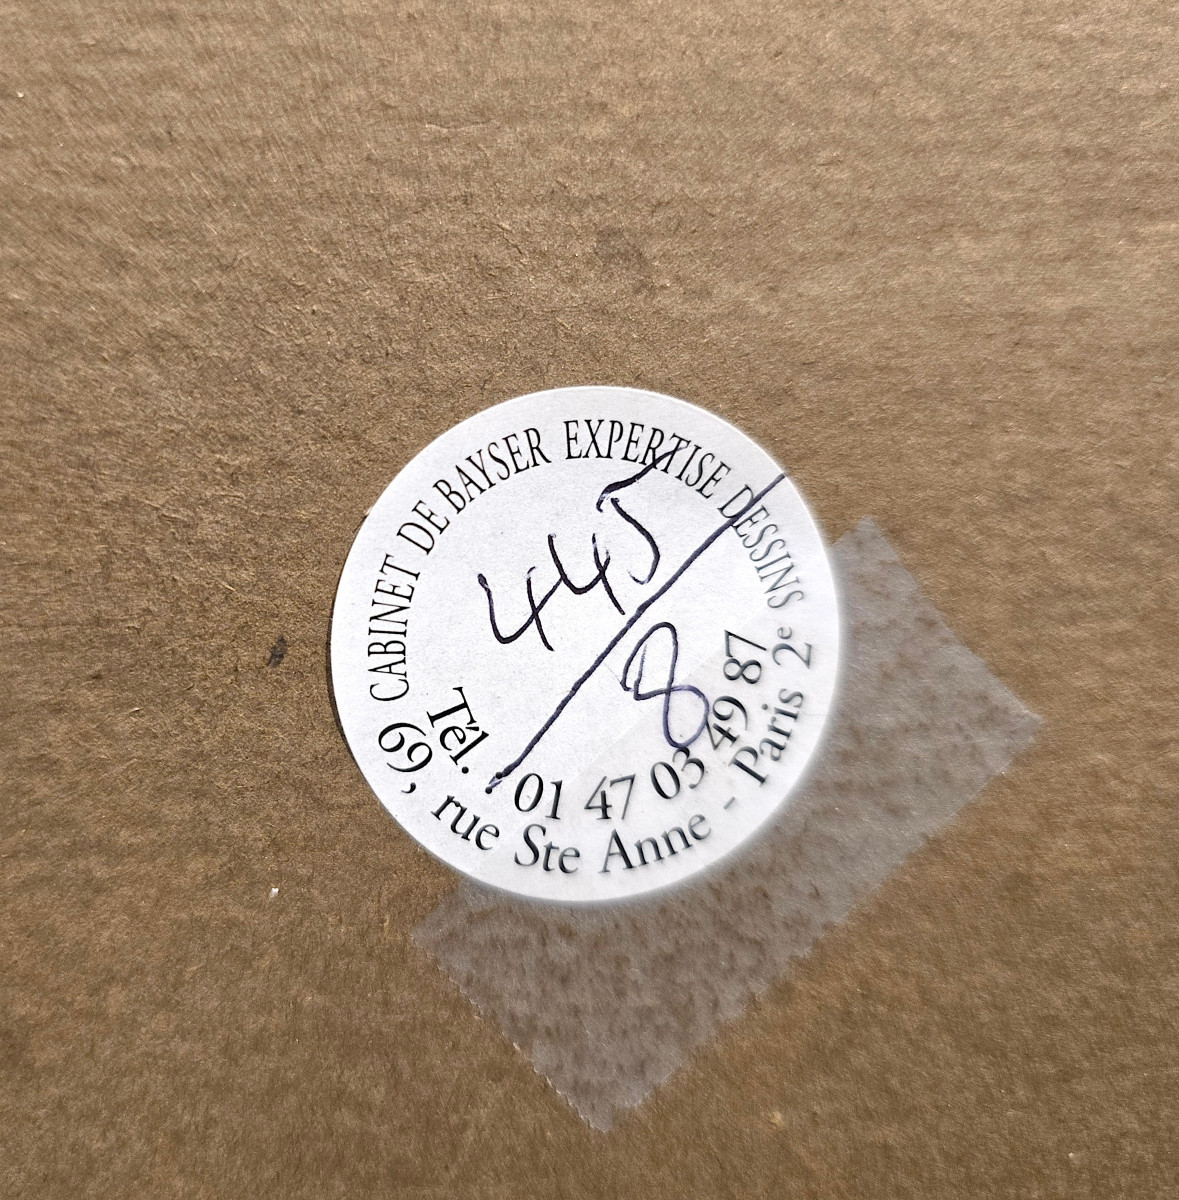 CABINET DE BAYSER EXPERTISE DESSINS
445/8
Tél. : 01 47 03 49 87
69, rue Ste Anne - Paris 2e